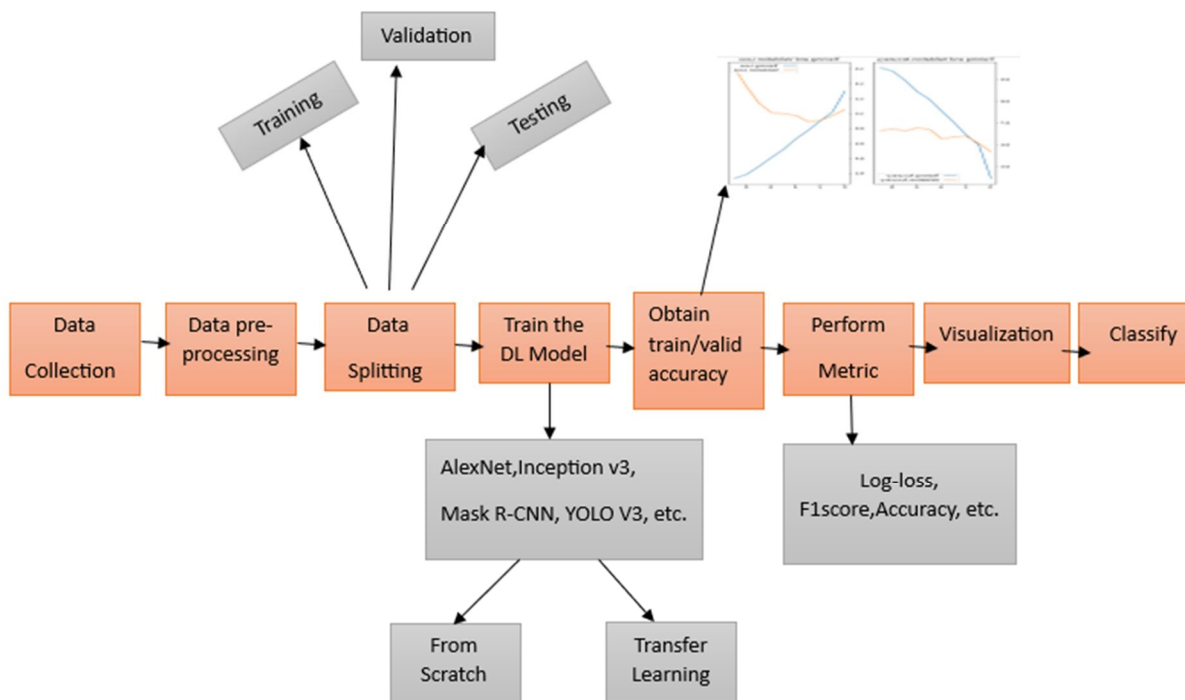 Validation
Training
Testing
Data
Collection
Data pre-
processing
Data
Splitting
Train the
DL Model
Obtain
train/valid
accuracy
Perform
Metric
Visualization
Classify
AlexNet,Inception v3,
Mask R-CNN, YOLO V3, etc.
Log-loss,
F1score,Accuracy, etc.
From
Scratch
Transfer
Learning